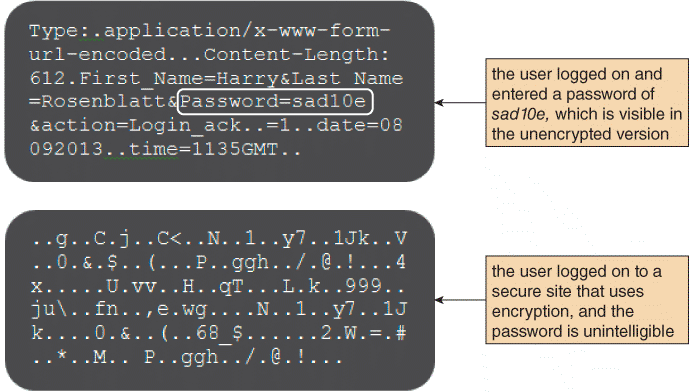 Type:.application/x-www-form-
url-encoded...Content-Length:
612.First_Name=Harry&Last_Name
=Rosenblatt&Password=sad10e
&action=Login_ack..=1..date=08
092013..time=1135GMT..
the user logged on and
entered a password of
sad10e, which is visible in
the unencrypted version
..g..C.j..C<..N..1..y7..1Jk..V
..0.&.$..(...P..ggh../.@.!...4
x.....U.vv..H..qT...L.k..999..
ju\..fn..,e.wg....N..1..y7..1J
k....0.&..(..68_$......2.W.=.#
..*..M.. P..ggh../.@.!...
the user logged on to a
secure site that uses
encryption, and the
password is unintelligible